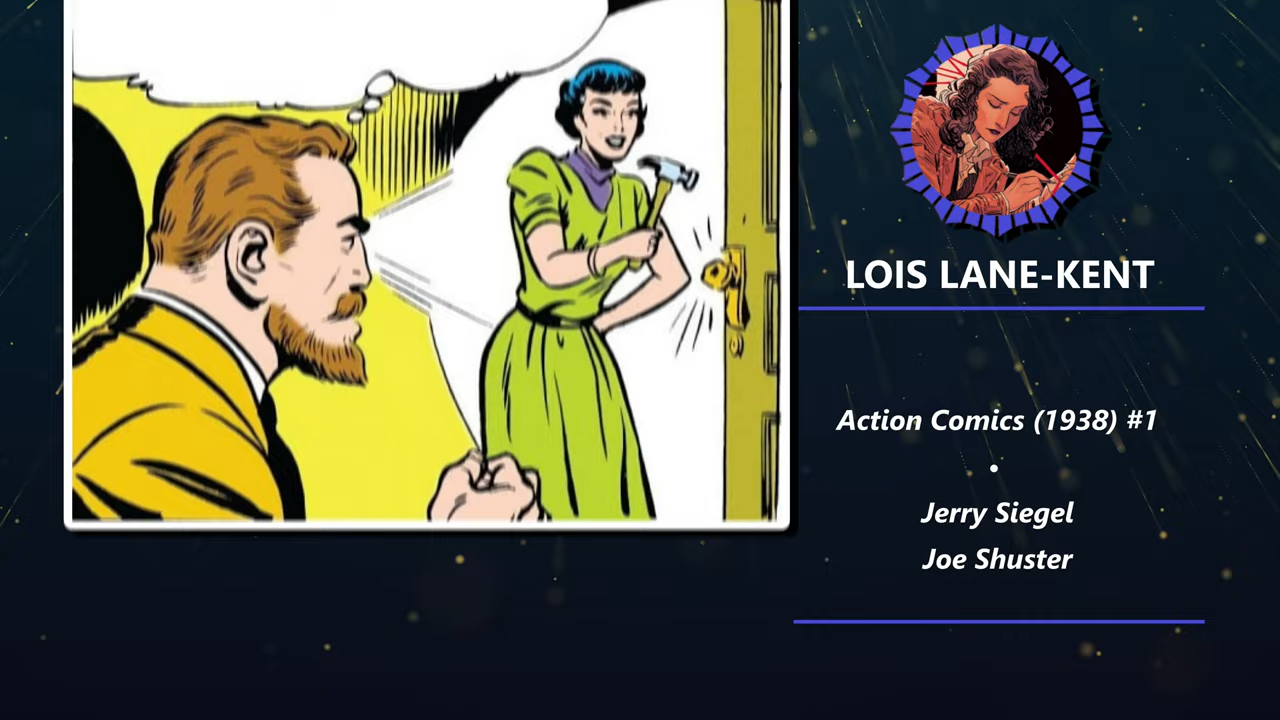 LOIS LANE-KENT
Action Comics (1938) #1
•
Jerry Siegel
Joe Shuster